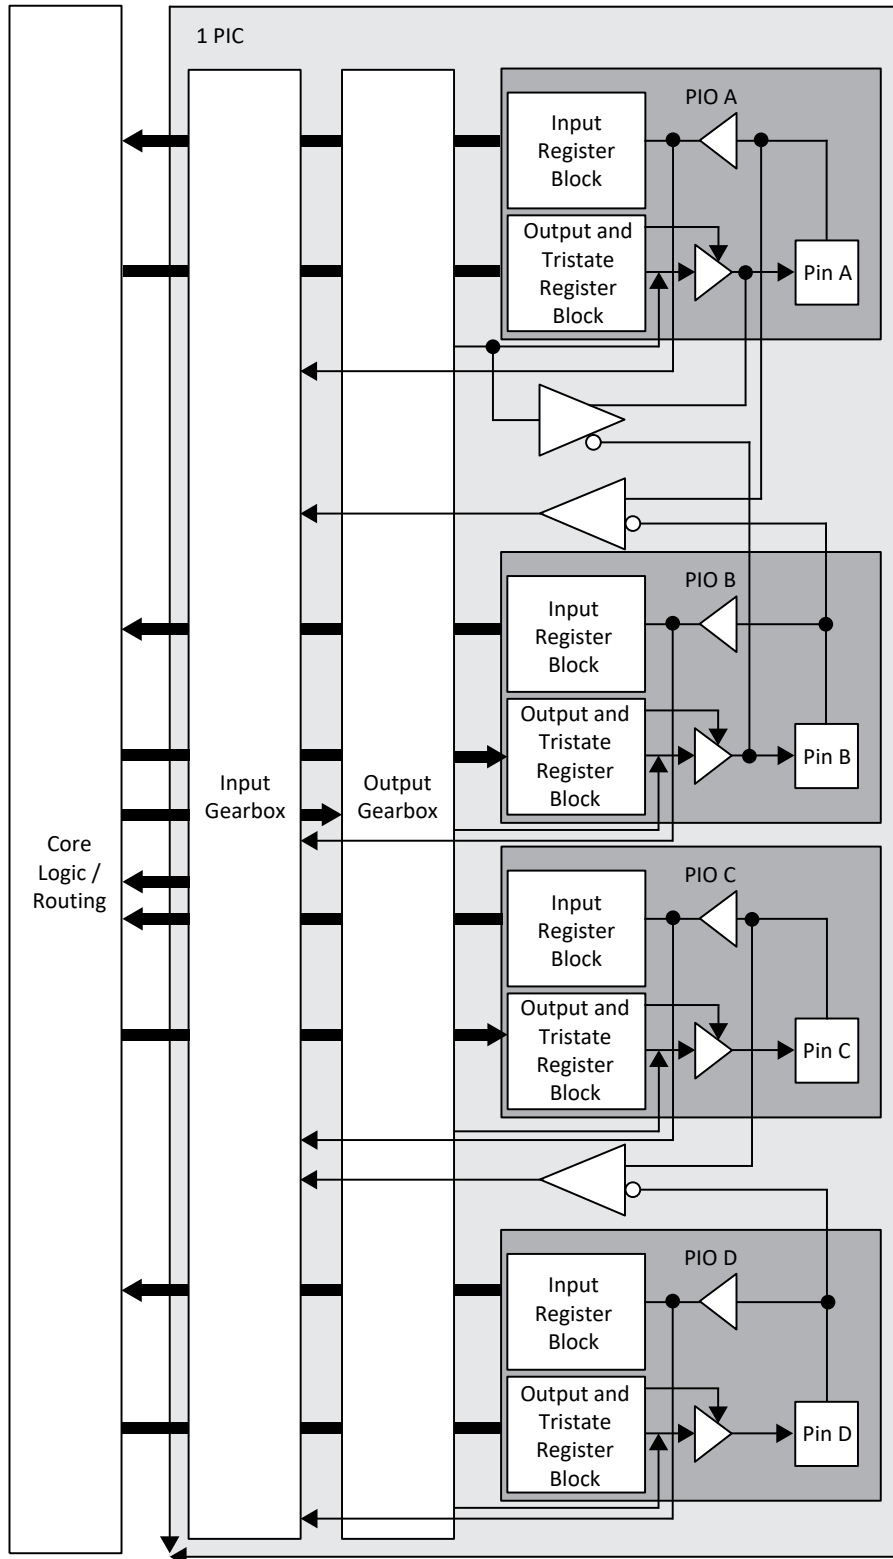 1 PIC
PIO A
Input
Register
Block
Output and
Tristate
Register
Block
Pin A
PIO B
Input
Register
Block
Output and
Tristate
Register
Block
Pin B
Input
Gearbox
Output
Gearbox
Core
Logic /
Routing
PIO C
Input
Register
Block
Output and
Tristate
Register
Block
Pin C
PIO D
Input
Register
Block
Output and
Tristate
Register
Block
Pin D